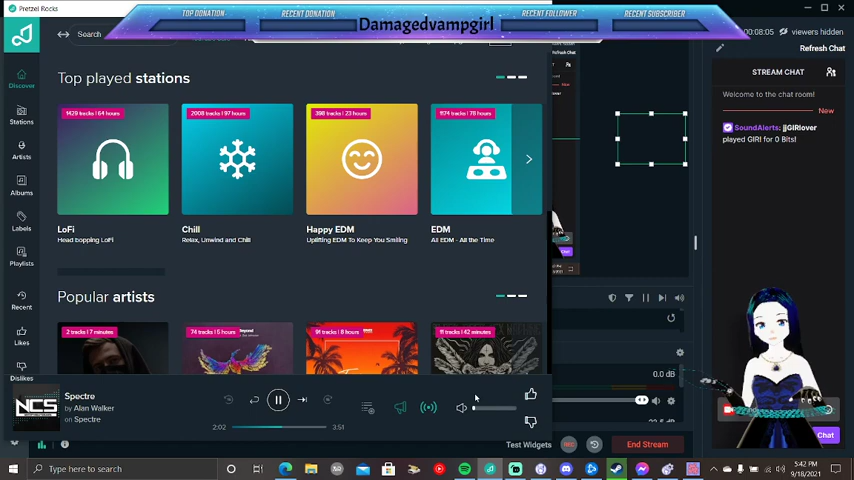 Pretzel Rocks
TOP DONATION
RECENT DONATION
Damagedvampgirl
RECENT FOLLOWER
RECENT SUBSCRIBER
:08:05
viewers hidden
Search
Refresh Chat
Discover
Stations
Artists
Albums
Labels
Playlists
Recent
Likes
Dislikes
Top played stations
1429 tracks | 64 hours
2008 tracks | 97 hours
398 tracks | 23 hours
1174 tracks | 78 hours
LoFi
Head bopping LoFi
Chill
Relax, Unwind and Chill
Happy EDM
Uplifting EDM To Keep You Smiling
EDM
All EDM - All the Time
Popular artists
2 tracks | 7 minutes
74 tracks | 5 hours
91 tracks | 8 hours
11 tracks | 42 minutes
beyond
STREAM CHAT
Welcome to the chat room!
New
SoundAlerts: jjGIRlover
played GIRI for 0 Bits!
0.0 dB
NCS
Spectre
by Alan Walker
on Spectre
2:02
3:51
Test Widgets
REC
End Stream
Chat
Type here to search
5:42 PM
9/18/2021